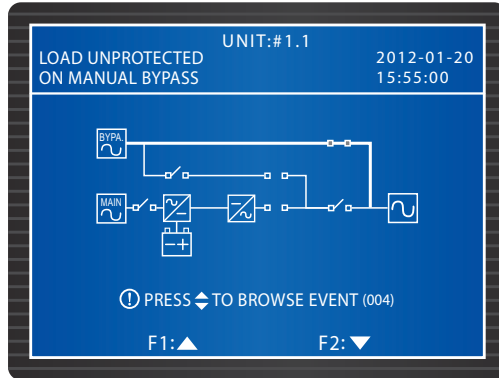 UNIT:#1.1
LOAD UNPROTECTED
ON MANUAL BYPASS
2012-01-20
15:55:00
BYPA.
MAIN
PRESS TO BROWSE EVENT (004)
F1:
F2: